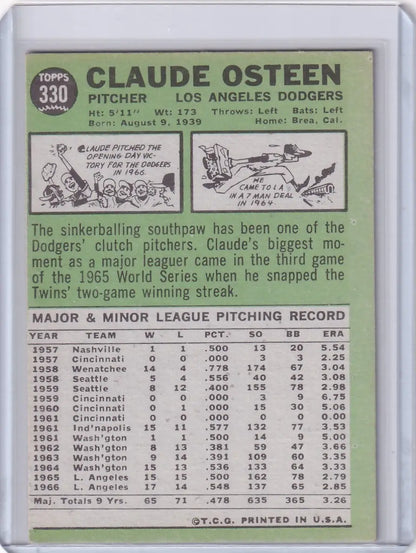 TOPPS
330
CLAUDE OSTEEN
PITCHER LOS ANGELES DODGERS
Ht: 5'11" Wt: 173 Throws: Left Bats: Left
Born: August 9, 1939 Home: Brea, Cal.
CLAUDE PITCHED THE
OPENING DAY VIC-
TORY FOR THE DODGERS
IN 1966.
HE
CAME TO L.A
IN A 7 MAN DEAL
IN 1964.
The sinkerballing southpaw has been one of the
Dodgers' clutch pitchers. Claude's biggest mo-
ment as a major leaguer came in the third game
of the 1965 World Series when he snapped the
Twins' two-game winning streak.
MAJOR & MINOR LEAGUE PITCHING RECORD
YEAR TEAM W L PCT. SO BB ERA
1957 Nashville 1 1 .500 13 20 5.54
1957 Cincinnati 0 0 .000 3 3 2.25
1958 Wenatchee 14 4 .778 174 67 3.04
1958 Seattle 5 4 .556 40 42 3.08
1959 Seattle 8 12 .400 155 78 2.98
1959 Cincinnati 0 0 .000 3 9 6.75
1960 Cincinnati 0 1 .000 15 30 5.06
1961 Cincinnati 0 0 .000 0 0 0.00
1961 Ind'napolis 15 11 .577 132 77 3.53
1961 Wash'gton 1 1 .500 14 9 5.00
1962 Wash'gton 8 13 .381 59 47 3.66
1963 Wash'gton 9 14 .391 109 60 3.35
1964 Wash'gton 15 13 .536 133 64 3.33
1965 L. Angeles 15 15 .500 162 78 2.79
1966 L. Angeles 17 14 .548 137 65 2.85
Maj. Totals 9 Yrs. 65 71 .478 635 365 3.26
©T.C.G. PRINTED IN U.S.A.